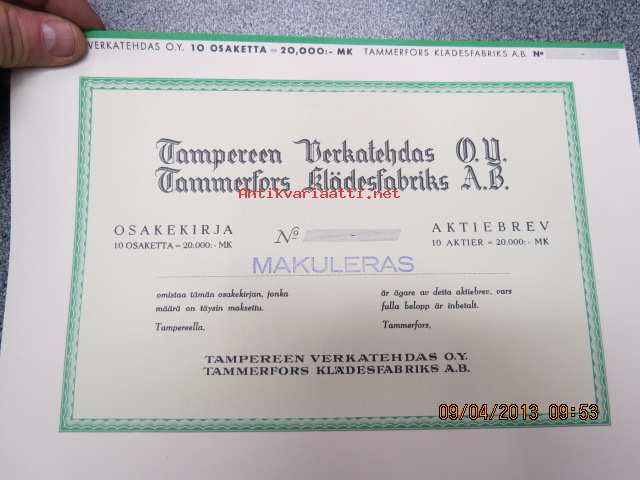 VERKATEHDAS O.Y. 10 OSAKETTA = 20,000:- MK TAMMERFORS KLÄDESFABRIKS A.B. No
Tampereen Verkatehdas O.Y.
Tammerfors Klädesfabriks A.B.
Antikvariaatti.net
OSAKEKIRJA No AKTIEBREV
10 OSAKETTA = 20.000:- MK 10 AKTIER = 20.000:- MK
MAKULERAS
omistaa tämän osakekirjan, jonka
määrä on täysin maksettu.
Tampereella,
är ägare av detta aktiebrev, vars
fulla belopp är inbetalt.
Tammerfors,
TAMPEREEN VERKATEHDAS O.Y.
TAMMERFORS KLÄDESFABRIKS A.B.
09/04/2013 09:53